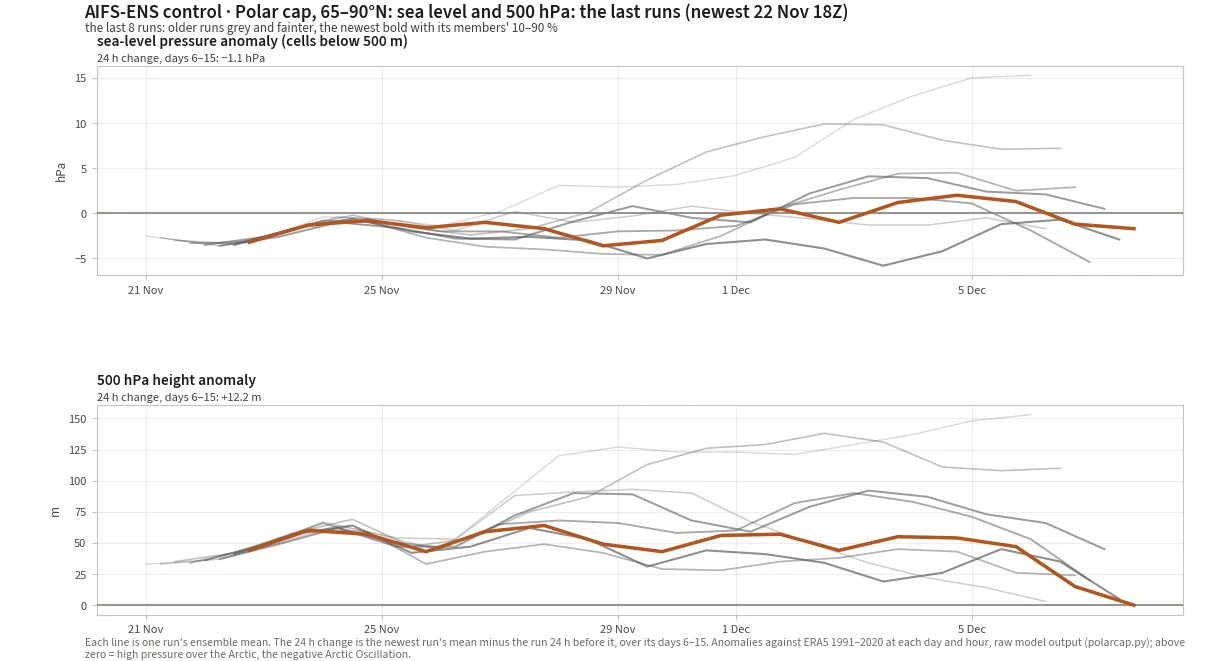 AIFS-ENS control · Polar cap, 65–90°N: sea level and 500 hPa: the last runs (newest 22 Nov 18Z)
the last 8 runs: older runs grey and fainter, the newest bold with its members' 10–90 %
sea-level pressure anomaly (cells below 500 m)
24 h change, days 6–15: −1.1 hPa
15
10
5
0
−5
hPa
21 Nov
25 Nov
29 Nov
1 Dec
5 Dec
500 hPa height anomaly
24 h change, days 6–15: +12.2 m
150
125
100
75
50
25
0
m
21 Nov
25 Nov
29 Nov
1 Dec
5 Dec
Each line is one run's ensemble mean. The 24 h change is the newest run's mean minus the run 24 h before it, over its days 6–15. Anomalies against ERA5 1991–2020 at each day and hour, raw model output (polarcap.py); above
zero = high pressure over the Arctic, the negative Arctic Oscillation.